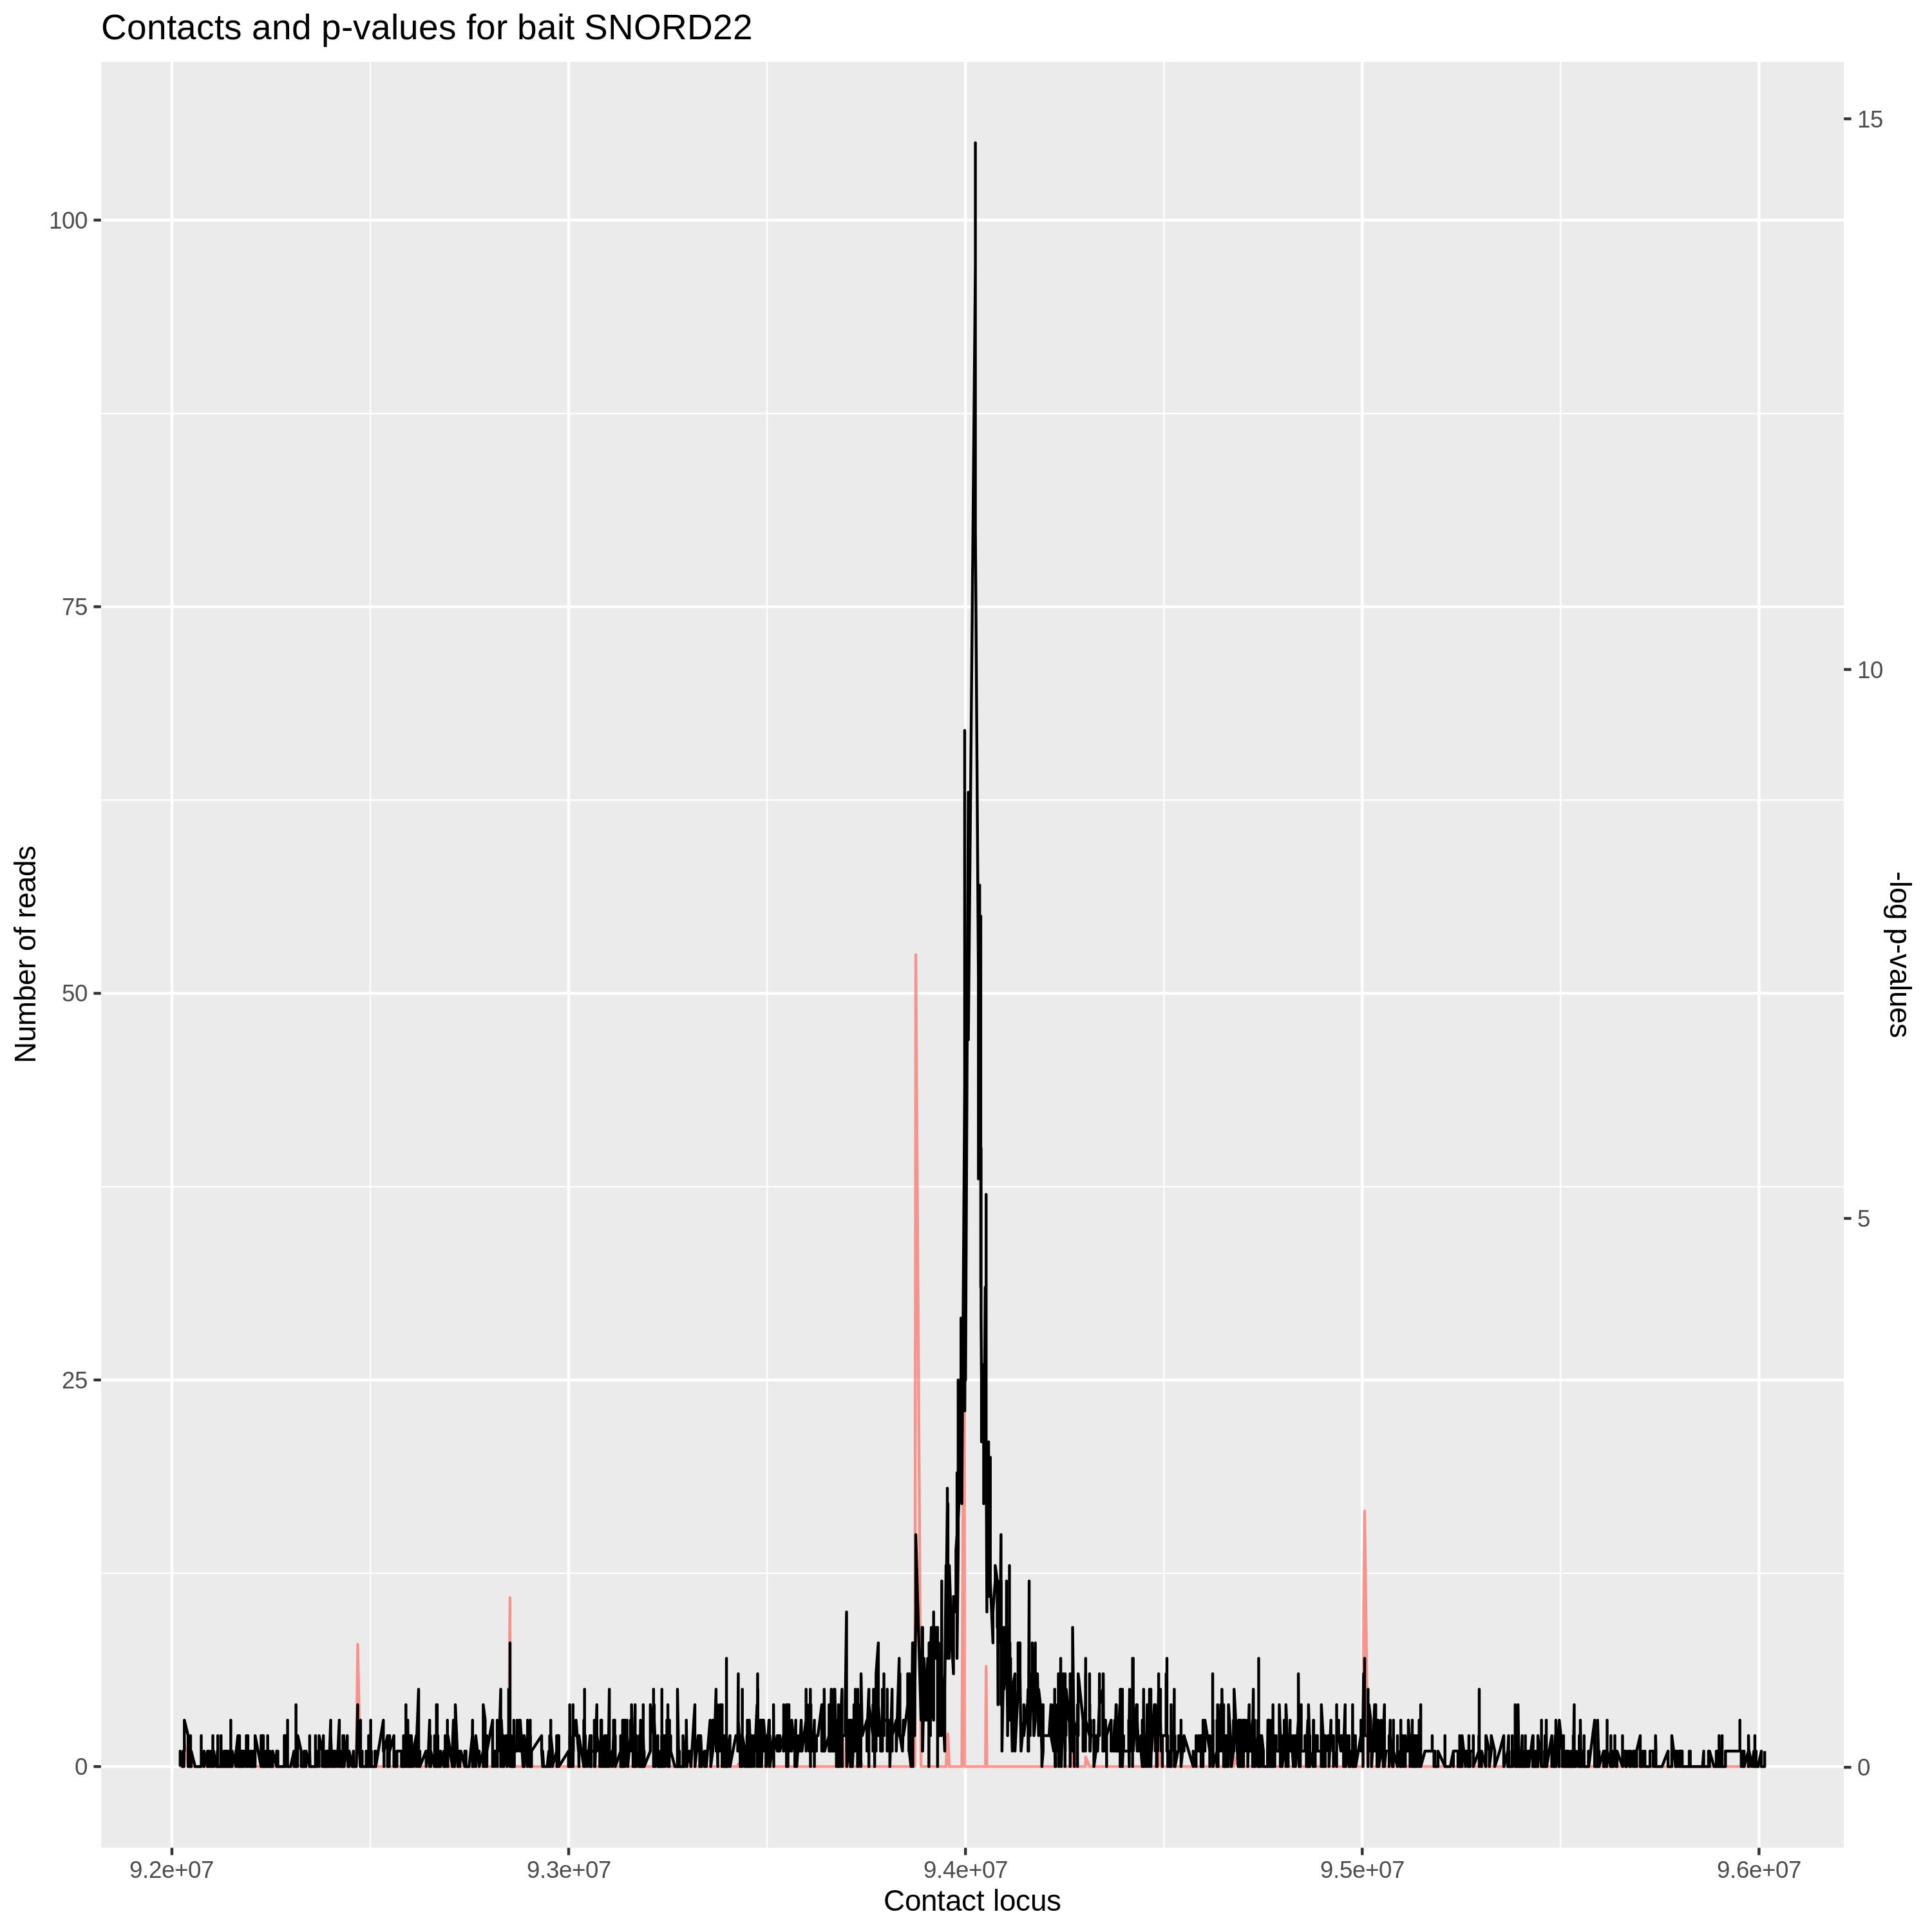 Contacts and p-values for bait SNORD22
100
75
50
25
0
Number of reads
15
10
5
0
-log p-values
9.2e+07
9.3e+07
9.4e+07
9.5e+07
9.6e+07
Contact locus